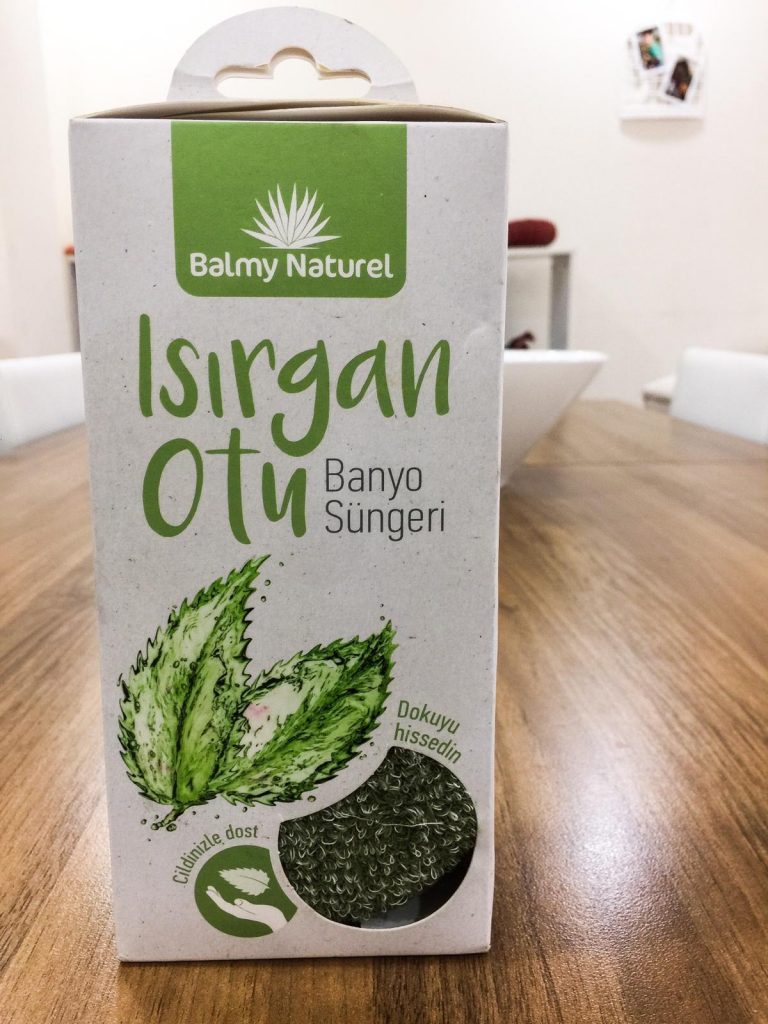 Balmy Naturel
Isırgan
Otu
Banyo
Süngeri
Dokuyu
hissedin
Cildinizle dost